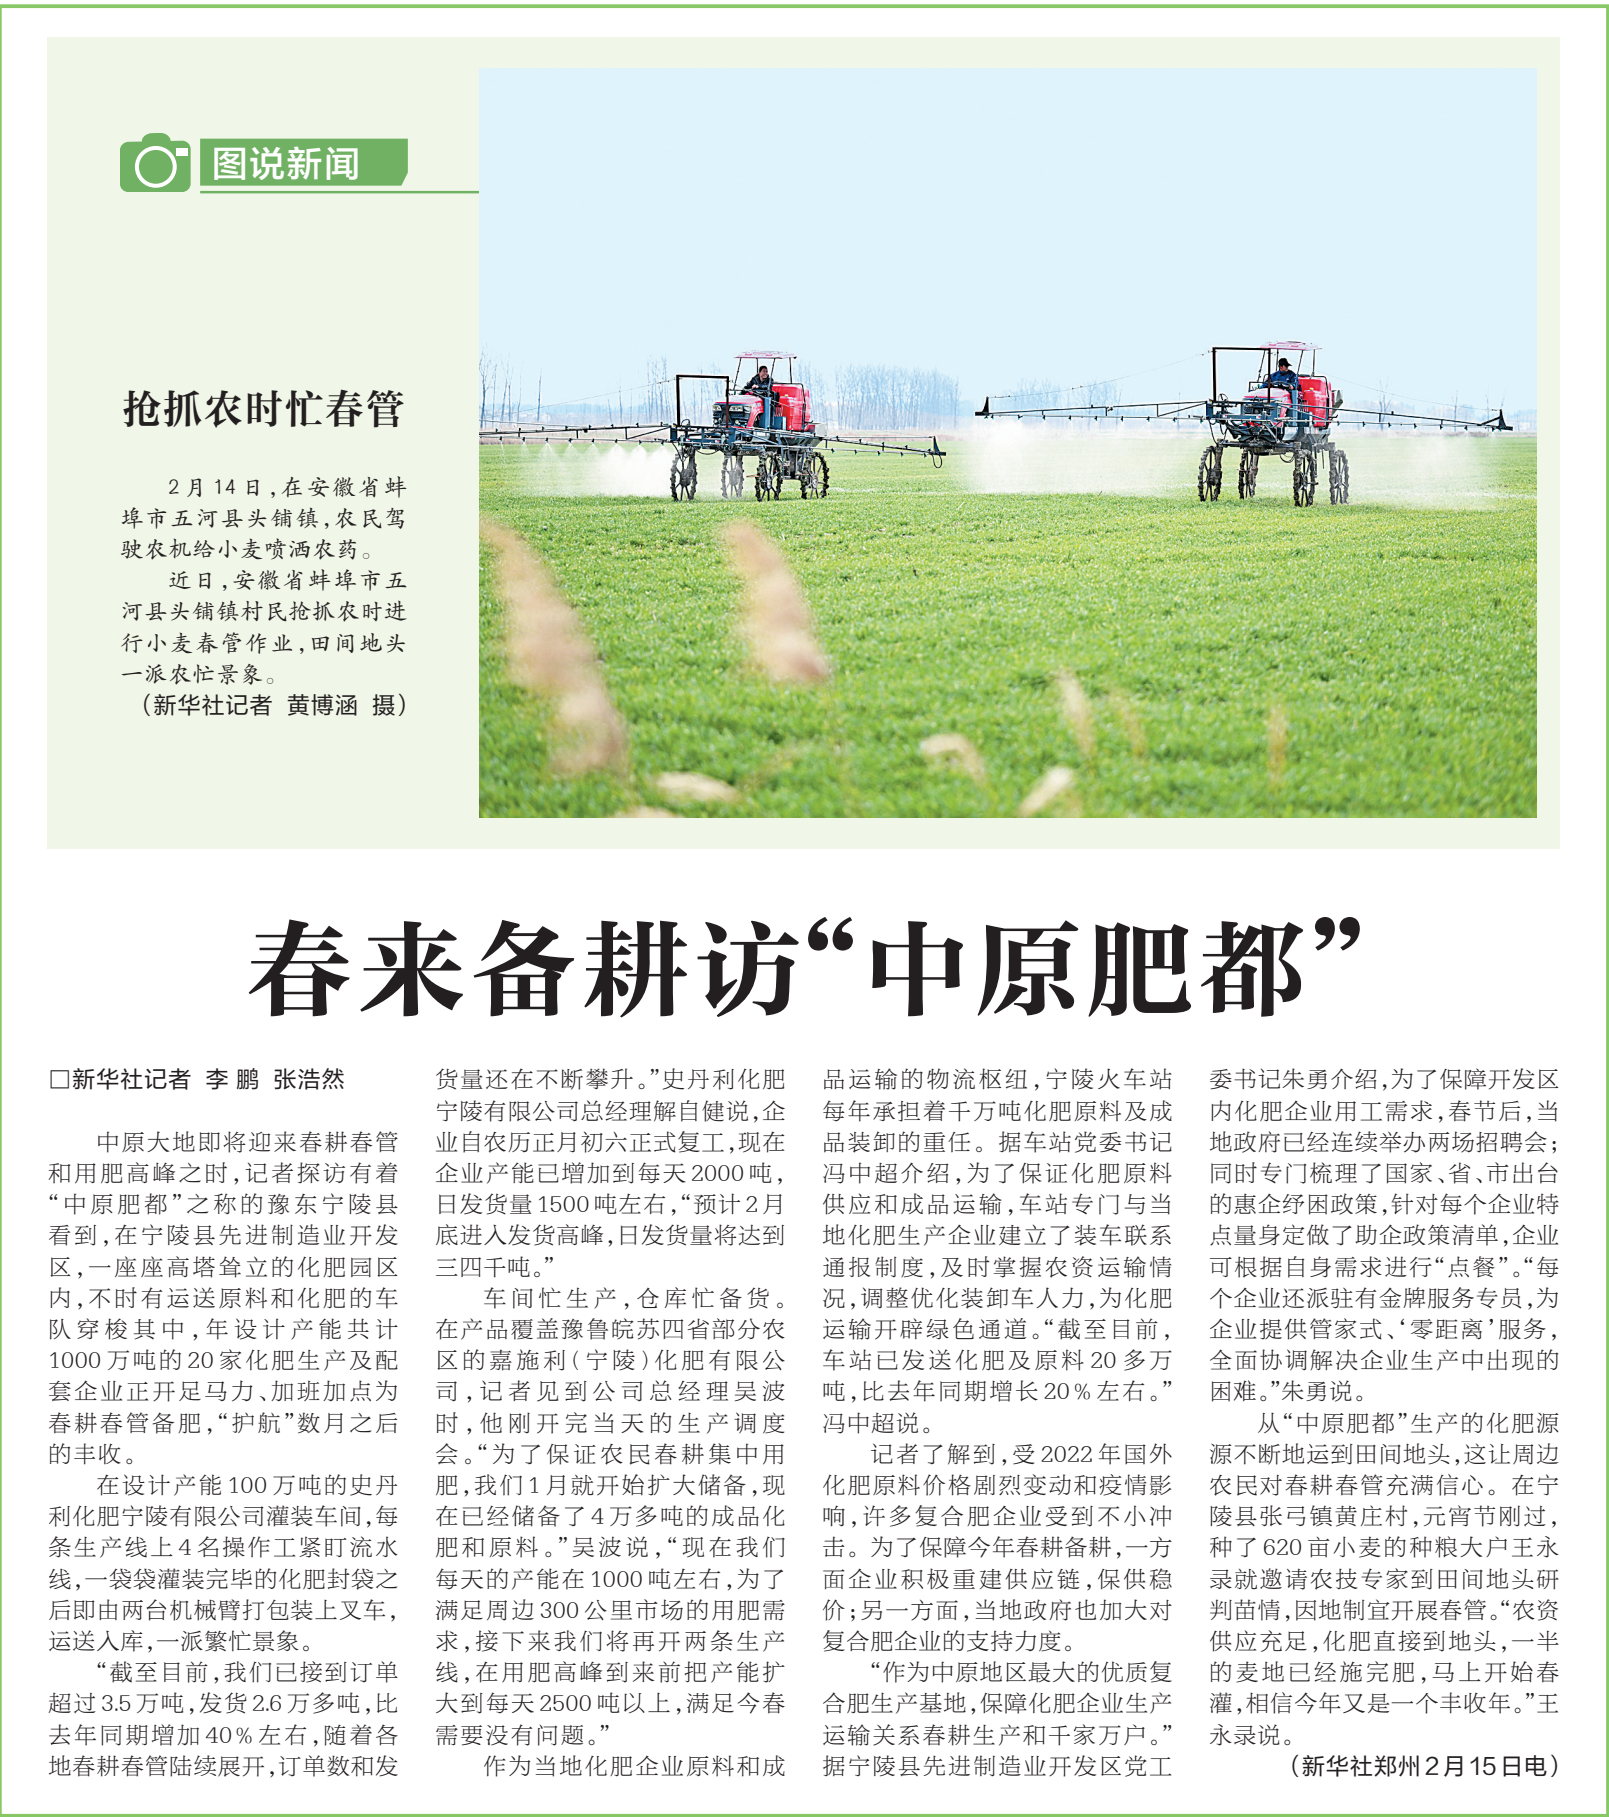 图说新闻
抢抓农时忙春管
2月14日,在安徽省蚌
埠市五河县头铺镇,农民驾
驶农机给小麦喷洒农药。
近日,安徽省蚌埠市五
河县头铺镇村民抢抓农时进
行小麦春管作业,田间地头
一派农忙景象。
（新华社记者 黄博涵 摄）
春来备耕访“中原肥都”
□新华社记者 李鹏 张浩然
中原大地即将迎来春耕春管
和用肥高峰之时,记者探访有着
“中原肥都”之称的豫东宁陵县
看到,在宁陵县先进制造业开发
区,一座座高塔耸立的化肥园区
内,不时有运送原料和化肥的车
队穿梭其中,年设计产能共计
1000万吨的20家化肥生产及配
套企业正开足马力、加班加点为
春耕春管备肥,“护航”数月之后
的丰收。
在设计产能100万吨的史丹
利化肥宁陵有限公司灌装车间,每
条生产线上4名操作工紧盯流水
线,一袋袋灌装完毕的化肥封袋之
后即由两台机械臂打包装上叉车,
运送入库,一派繁忙景象。
“截至目前,我们已接到订单
超过3.5万吨,发货2.6万多吨,比
去年同期增加40%左右,随着各
地春耕春管陆续展开,订单数和发
货量还在不断攀升。”史丹利化肥
宁陵有限公司总经理解自健说,企
业自农历正月初六正式复工,现在
企业产能已增加到每天2000吨,
日发货量1500吨左右,“预计2月
底进入发货高峰,日发货量将达到
三四千吨。”
车间忙生产,仓库忙备货。
在产品覆盖豫鲁皖苏四省部分农
区的嘉施利(宁陵)化肥有限公
司,记者见到公司总经理吴波
时,他刚开完当天的生产调度
会。“为了保证农民春耕集中用
肥,我们1月就开始扩大储备,现
在已经储备了4万多吨的成品化
肥和原料。”吴波说,“现在我们
每天的产能在1000吨左右,为了
满足周边300公里市场的用肥需
求,接下来我们将再开两条生产
线,在用肥高峰到来前把产能扩
大到每天2500吨以上,满足今春
需要没有问题。”
作为当地化肥企业原料和成
品运输的物流枢纽,宁陵火车站
每年承担着千万吨化肥原料及成
品装卸的重任。据车站党委书记
冯中超介绍,为了保证化肥原料
供应和成品运输,车站专门与当
地化肥生产企业建立了装车联系
通报制度,及时掌握农资运输情
况,调整优化装卸车人力,为化肥
运输开辟绿色通道。“截至目前,
车站已发送化肥及原料20多万
吨,比去年同期增长20%左右。”
冯中超说。
记者了解到,受2022年国外
化肥原料价格剧烈变动和疫情影
响,许多复合肥企业受到不小冲
击。为了保障今年春耕备耕,一方
面企业积极重建供应链,保供稳
价;另一方面,当地政府也加大对
复合肥企业的支持力度。
“作为中原地区最大的优质复
合肥生产基地,保障化肥企业生产
运输关系春耕生产和千家万户。”
据宁陵县先进制造业开发区党工
委书记朱勇介绍,为了保障开发区
内化肥企业用工需求,春节后,当
地政府已经连续举办两场招聘会;
同时专门梳理了国家、省、市出台
的惠企纾困政策,针对每个企业特
点量身定做了助企政策清单,企业
可根据自身需求进行“点餐”。“每
个企业还派驻有金牌服务专员,为
企业提供管家式、‘零距离’服务,
全面协调解决企业生产中出现的
困难。”朱勇说。
从“中原肥都”生产的化肥源
源不断地运到田间地头,这让周边
农民对春耕春管充满信心。在宁
陵县张弓镇黄庄村,元宵节刚过,
种了620亩小麦的种粮大户王永
录就邀请农技专家到田间地头研
判苗情,因地制宜开展春管。“农资
供应充足,化肥直接到地头,一半
的麦地已经施完肥,马上开始春
灌,相信今年又是一个丰收年。”王
永录说。
（新华社郑州2月15日电）